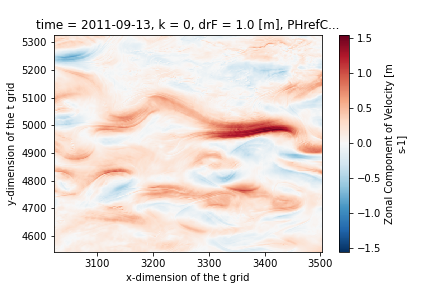 time = 2011-09-13, k = 0, drF = 1.0 [m], PHrefC...
5300
5200
5100
5000
4900
4800
4700
4600
y-dimension of the t grid
3100 3200 3300 3400 3500
x-dimension of the t grid
1.5
1.0
0.5
0.0
−0.5
−1.0
−1.5
Zonal Component of Velocity [m
s-1]